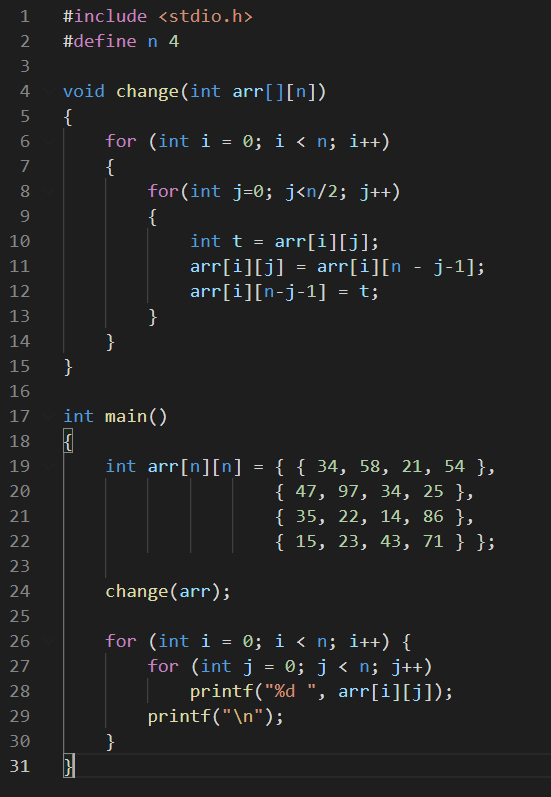 1 #include <stdio.h>
2 #define n 4
3
4 void change(int arr[][n])
5 {
6     for (int i = 0; i < n; i++)
7     {
8         for(int j=0; j<n/2; j++)
9         {
10             int t = arr[i][j];
11             arr[i][j] = arr[i][n - j-1];
12             arr[i][n-j-1] = t;
13         }
14     }
15 }
16
17 int main()
18 {
19     int arr[n][n] = { { 34, 58, 21, 54 },
20                     { 47, 97, 34, 25 },
21                     { 35, 22, 14, 86 },
22                     { 15, 23, 43, 71 } };
23
24     change(arr);
25
26     for (int i = 0; i < n; i++) {
27         for (int j = 0; j < n; j++)
28             printf("%d ", arr[i][j]);
29         printf("\n");
30     }
31 }